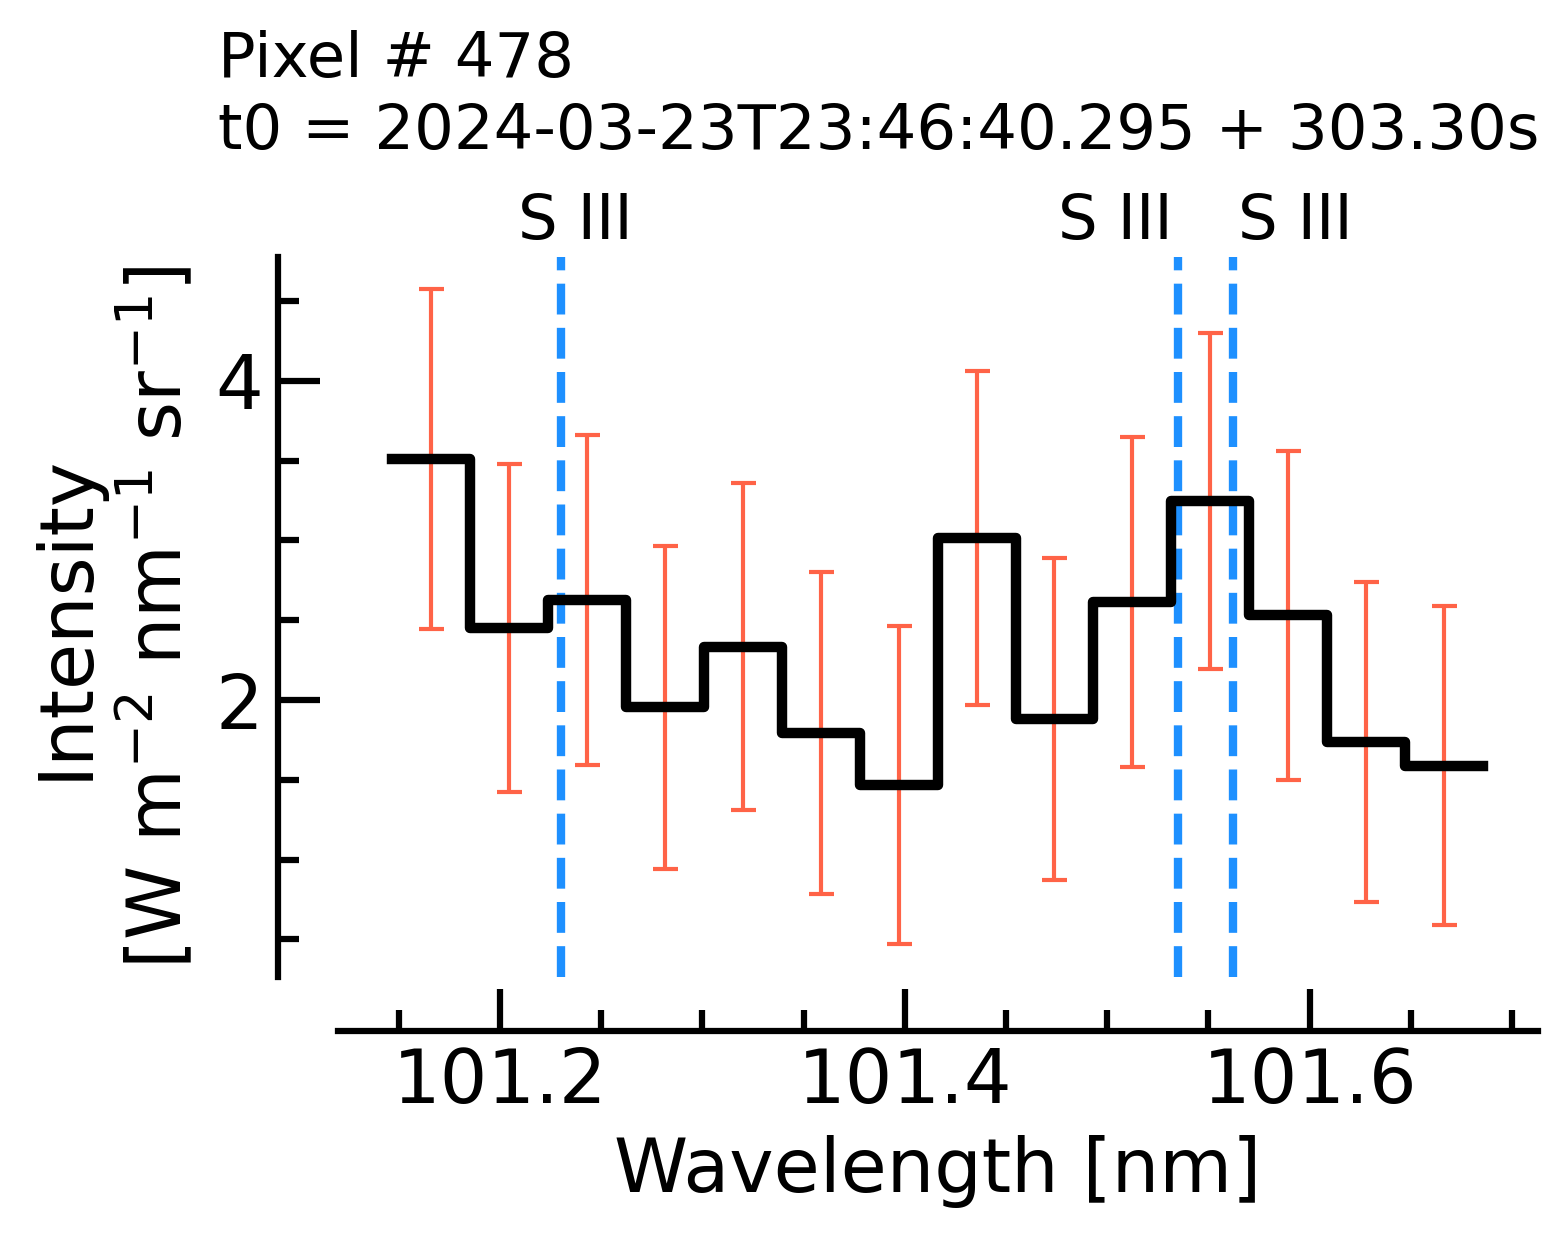 Pixel # 478
t0 = 2024-03-23T23:46:40.295 + 303.30s
S III S III S III
Intensity
[W m⁻² nm⁻¹ sr⁻¹]
4
2
101.2 101.4 101.6
Wavelength [nm]